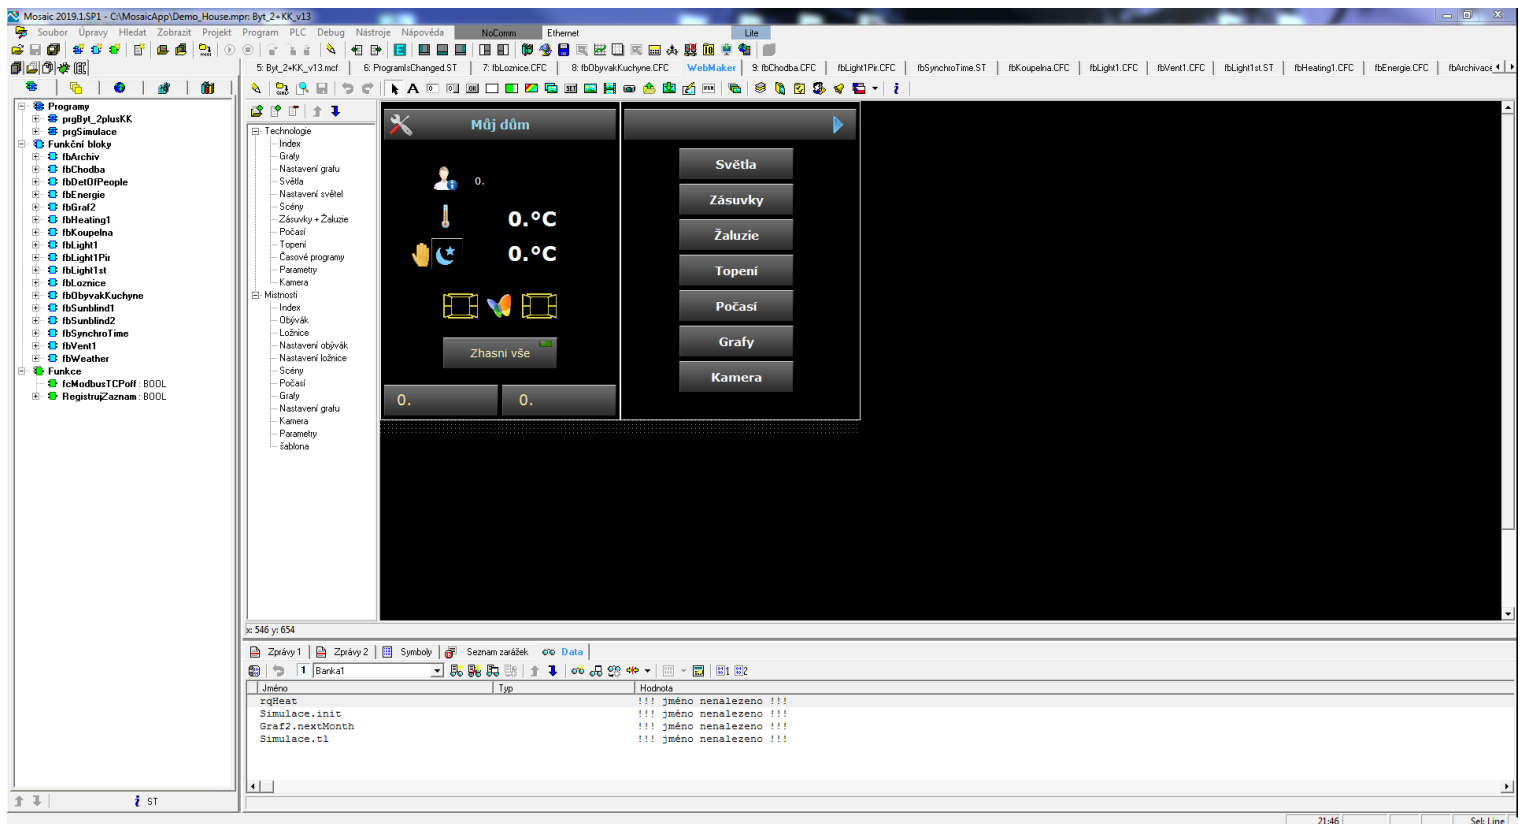 Mosaic 2019.1.SP1 - C:\MosaicApp\Demo_House.mpr: Byt_2+KK_v13
Soubor Úpravy Hledat Zobrazit Projekt Program PLC Debug Nástroje Nápověda NoComm Ethernet Lite
5: Byt_2+KK_v13.mcf 6: ProgramIsChanged.ST 7: fbLoznice.CFC 8: fbObyvakKuchyne.CFC WebMaker 9: fbChodba.CFC fbLight1Pir.CFC fbSynchroTime.ST fbKoupelna.CFC fbLight1.CFC fbVent1.CFC fbLight1st.ST fbHeating1.CFC fbEnergie.CFC fbArchivace
Programy
prgByt_2plusKK
prgSimulace
Funkční bloky
fbArchiv
fbChodba
fbDetOfPeople
fbEnergie
fbGraf2
fbHeating1
fbKoupelna
fbLight1
fbLight1Pir
fbLight1st
fbLoznice
fbObyvakKuchyne
fbSunblind1
fbSunblind2
fbSynchroTime
fbVent1
fbWeather
Funkce
fcModbusTCPoff : BOOL
RegistrujZaznam : BOOL
ST
Technologie
Index
Grafy
Nastavení grafu
Světla
Nastavení světel
Scény
Zásuvky + Žaluzie
Počasí
Topení
Časové programy
Parametry
Kamera
Místnosti
Index
Obývák
Ložnice
Nastavení obývák
Nastavení ložnice
Scény
Počasí
Grafy
Nastavení grafu
Kamera
Parametry
šablona
Můj dům
0.
0.°C
0.°C
Zhasni vše
0. 0.
Světla
Zásuvky
Žaluzie
Topení
Počasí
Grafy
Kamera
x: 546 y: 654
Zprávy 1 Zprávy 2 Symboly Seznam zarážek Data
1 Banka1 1 2
Jméno Typ Hodnota
rqHeat !!! jméno nenalezeno !!!
Simulace.init !!! jméno nenalezeno !!!
Graf2.nextMonth !!! jméno nenalezeno !!!
Simulace.tl !!! jméno nenalezeno !!!
21:46 Sel: Line